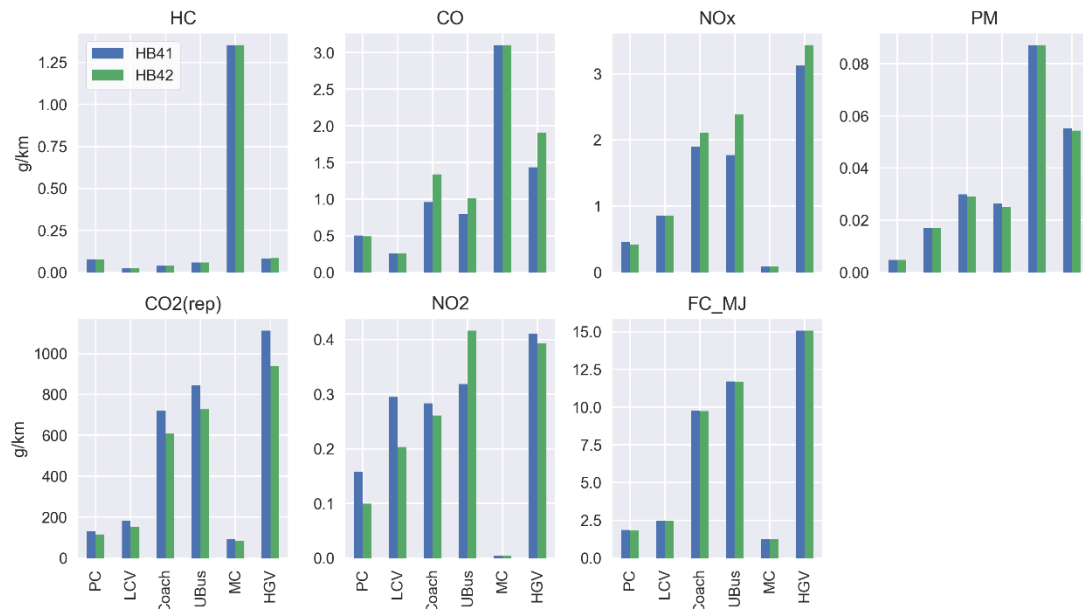 HC
CO
NOx
PM
HB41
HB42
g/km
1.25
1.00
0.75
0.50
0.25
0.00
3.0
2.5
2.0
1.5
1.0
0.5
0.0
3
2
1
0
0.08
0.06
0.04
0.02
0.00
CO2(rep)
NO2
FC_MJ
g/km
1000
800
600
400
200
0
0.4
0.3
0.2
0.1
0.0
15.0
12.5
10.0
7.5
5.0
2.5
0.0
PC
LCV
Coach
UBus
MC
HGV
PC
LCV
Coach
UBus
MC
HGV
PC
LCV
Coach
UBus
MC
HGV